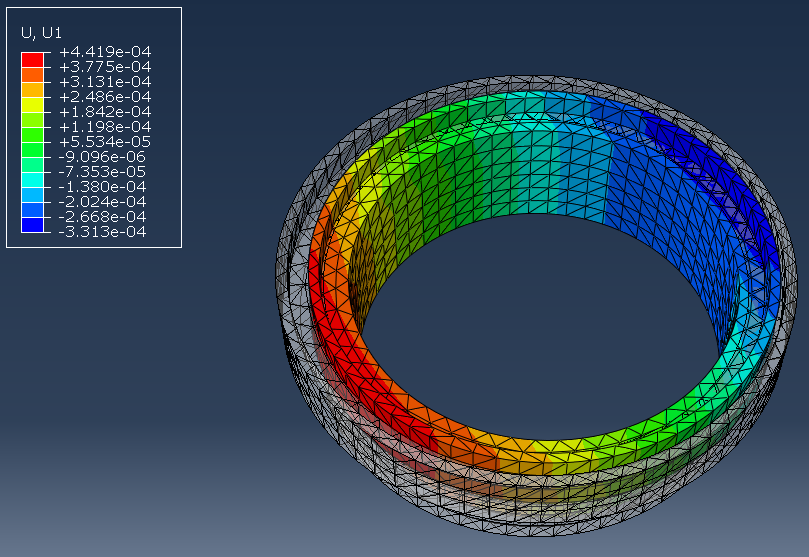 U, U1
+4.419e-04
+3.775e-04
+3.131e-04
+2.486e-04
+1.842e-04
+1.198e-04
+5.534e-05
-9.096e-06
-7.353e-05
-1.380e-04
-2.024e-04
-2.668e-04
-3.313e-04